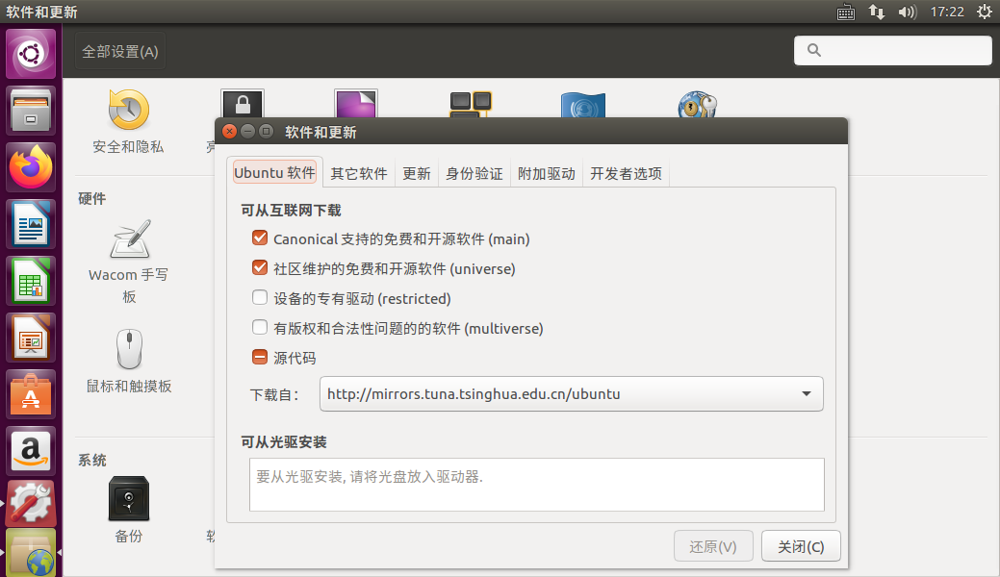 软件和更新
17:22
全部设置(A)
安全和隐私
硬件
Wacom 手写
板
鼠标和触摸板
系统
备份
软件和更新
Ubuntu 软件
其它软件
更新
身份验证
附加驱动
开发者选项
可从互联网下载
Canonical 支持的免费和开源软件 (main)
社区维护的免费和开源软件 (universe)
设备的专有驱动 (restricted)
有版权和合法性问题的的软件 (multiverse)
源代码
下载自：
http://mirrors.tuna.tsinghua.edu.cn/ubuntu
可从光驱安装
要从光驱安装, 请将光盘放入驱动器.
还原(V)
关闭(C)